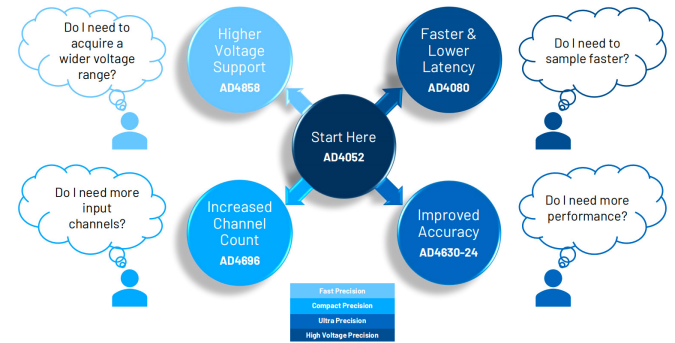 Do I need to
acquire a
wider voltage
range?
Higher
Voltage
Support
AD4858
Faster &
Lower
Latency
AD4080
Do I need to
sample faster?
Start Here
AD4052
Do I need more
input
channels?
Increased
Channel
Count
AD4696
Improved
Accuracy
AD4630-24
Do I need more
performance?
Fast Precision
Compact Precision
Ultra Precision
High Voltage Precision